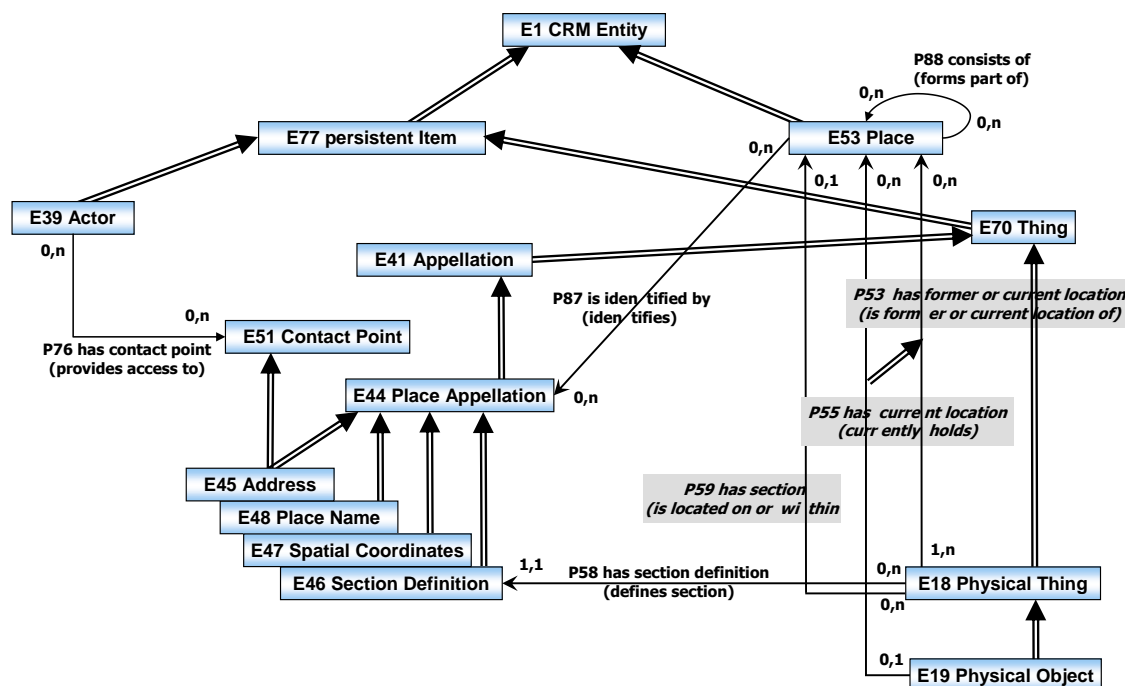 E1 CRM Entity
P88 consists of
(forms part of)
0,n
0,n
E77 persistent Item
E53 Place
0,n
0,1
0,n
0,n
E39 Actor
0,n
E70 Thing
E41 Appellation
P87 is iden tified by
(iden tifies)
P53 has former or current location
(is form er or current location of)
0,n
E51 Contact Point
P76 has contact point
(provides access to)
E44 Place Appellation
0,n
P55 has current location
(curr ently holds)
E45 Address
P59 has section
(is located on or wi thin
E48 Place Name
E47 Spatial Coordinates
1,n
1,1
P58 has section definition
(defines section)
0,n
E46 Section Definition
E18 Physical Thing
0,n
0,1
E19 Physical Object